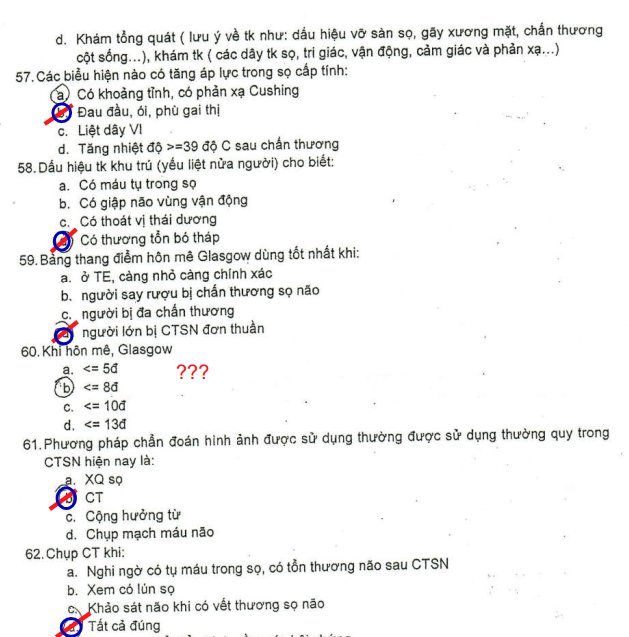 d. Khám tổng quát ( lưu ý về tk như: dấu hiệu vỡ sàn sọ, gãy xương mặt, chấn thương
cột sống...), khám tk ( các dây tk sọ, tri giác, vận động, cảm giác và phản xạ...)
57. Các biểu hiện nào có tăng áp lực trong sọ cấp tính:
a. Có khoảng tỉnh, có phản xạ Cushing
b. Đau đầu, ói, phù gai thị
c. Liệt dây VI
d. Tăng nhiệt độ >=39 độ C sau chấn thương
58. Dấu hiệu tk khu trú (yếu liệt nửa người) cho biết:
a. Có máu tụ trong sọ
b. Có giập não vùng vận động
c. Có thoát vị thái dương
d. Có thương tổn bó tháp
59. Bảng thang điểm hôn mê Glasgow dùng tốt nhất khi:
a. ở TE, càng nhỏ càng chính xác
b. người say rượu bị chấn thương sọ não
c. người bị đa chấn thương
d. người lớn bị CTSN đơn thuần
60. Khi hôn mê, Glasgow
a. <= 5đ
???
b <= 8đ
c. <= 10đ
d. <= 13đ
61. Phương pháp chẩn đoán hình ảnh được sử dụng thường được sử dụng thường quy trong
CTSN hiện nay là:
a. XQ sọ
b CT
c. Cộng hưởng từ
d. Chụp mạch máu não
62. Chụp CT khi:
a. Nghi ngờ có tụ máu trong sọ, có tổn thương não sau CTSN
b. Xem có lún sọ
c. Khảo sát não khi có vết thương sọ não
d. Tất cả đúng